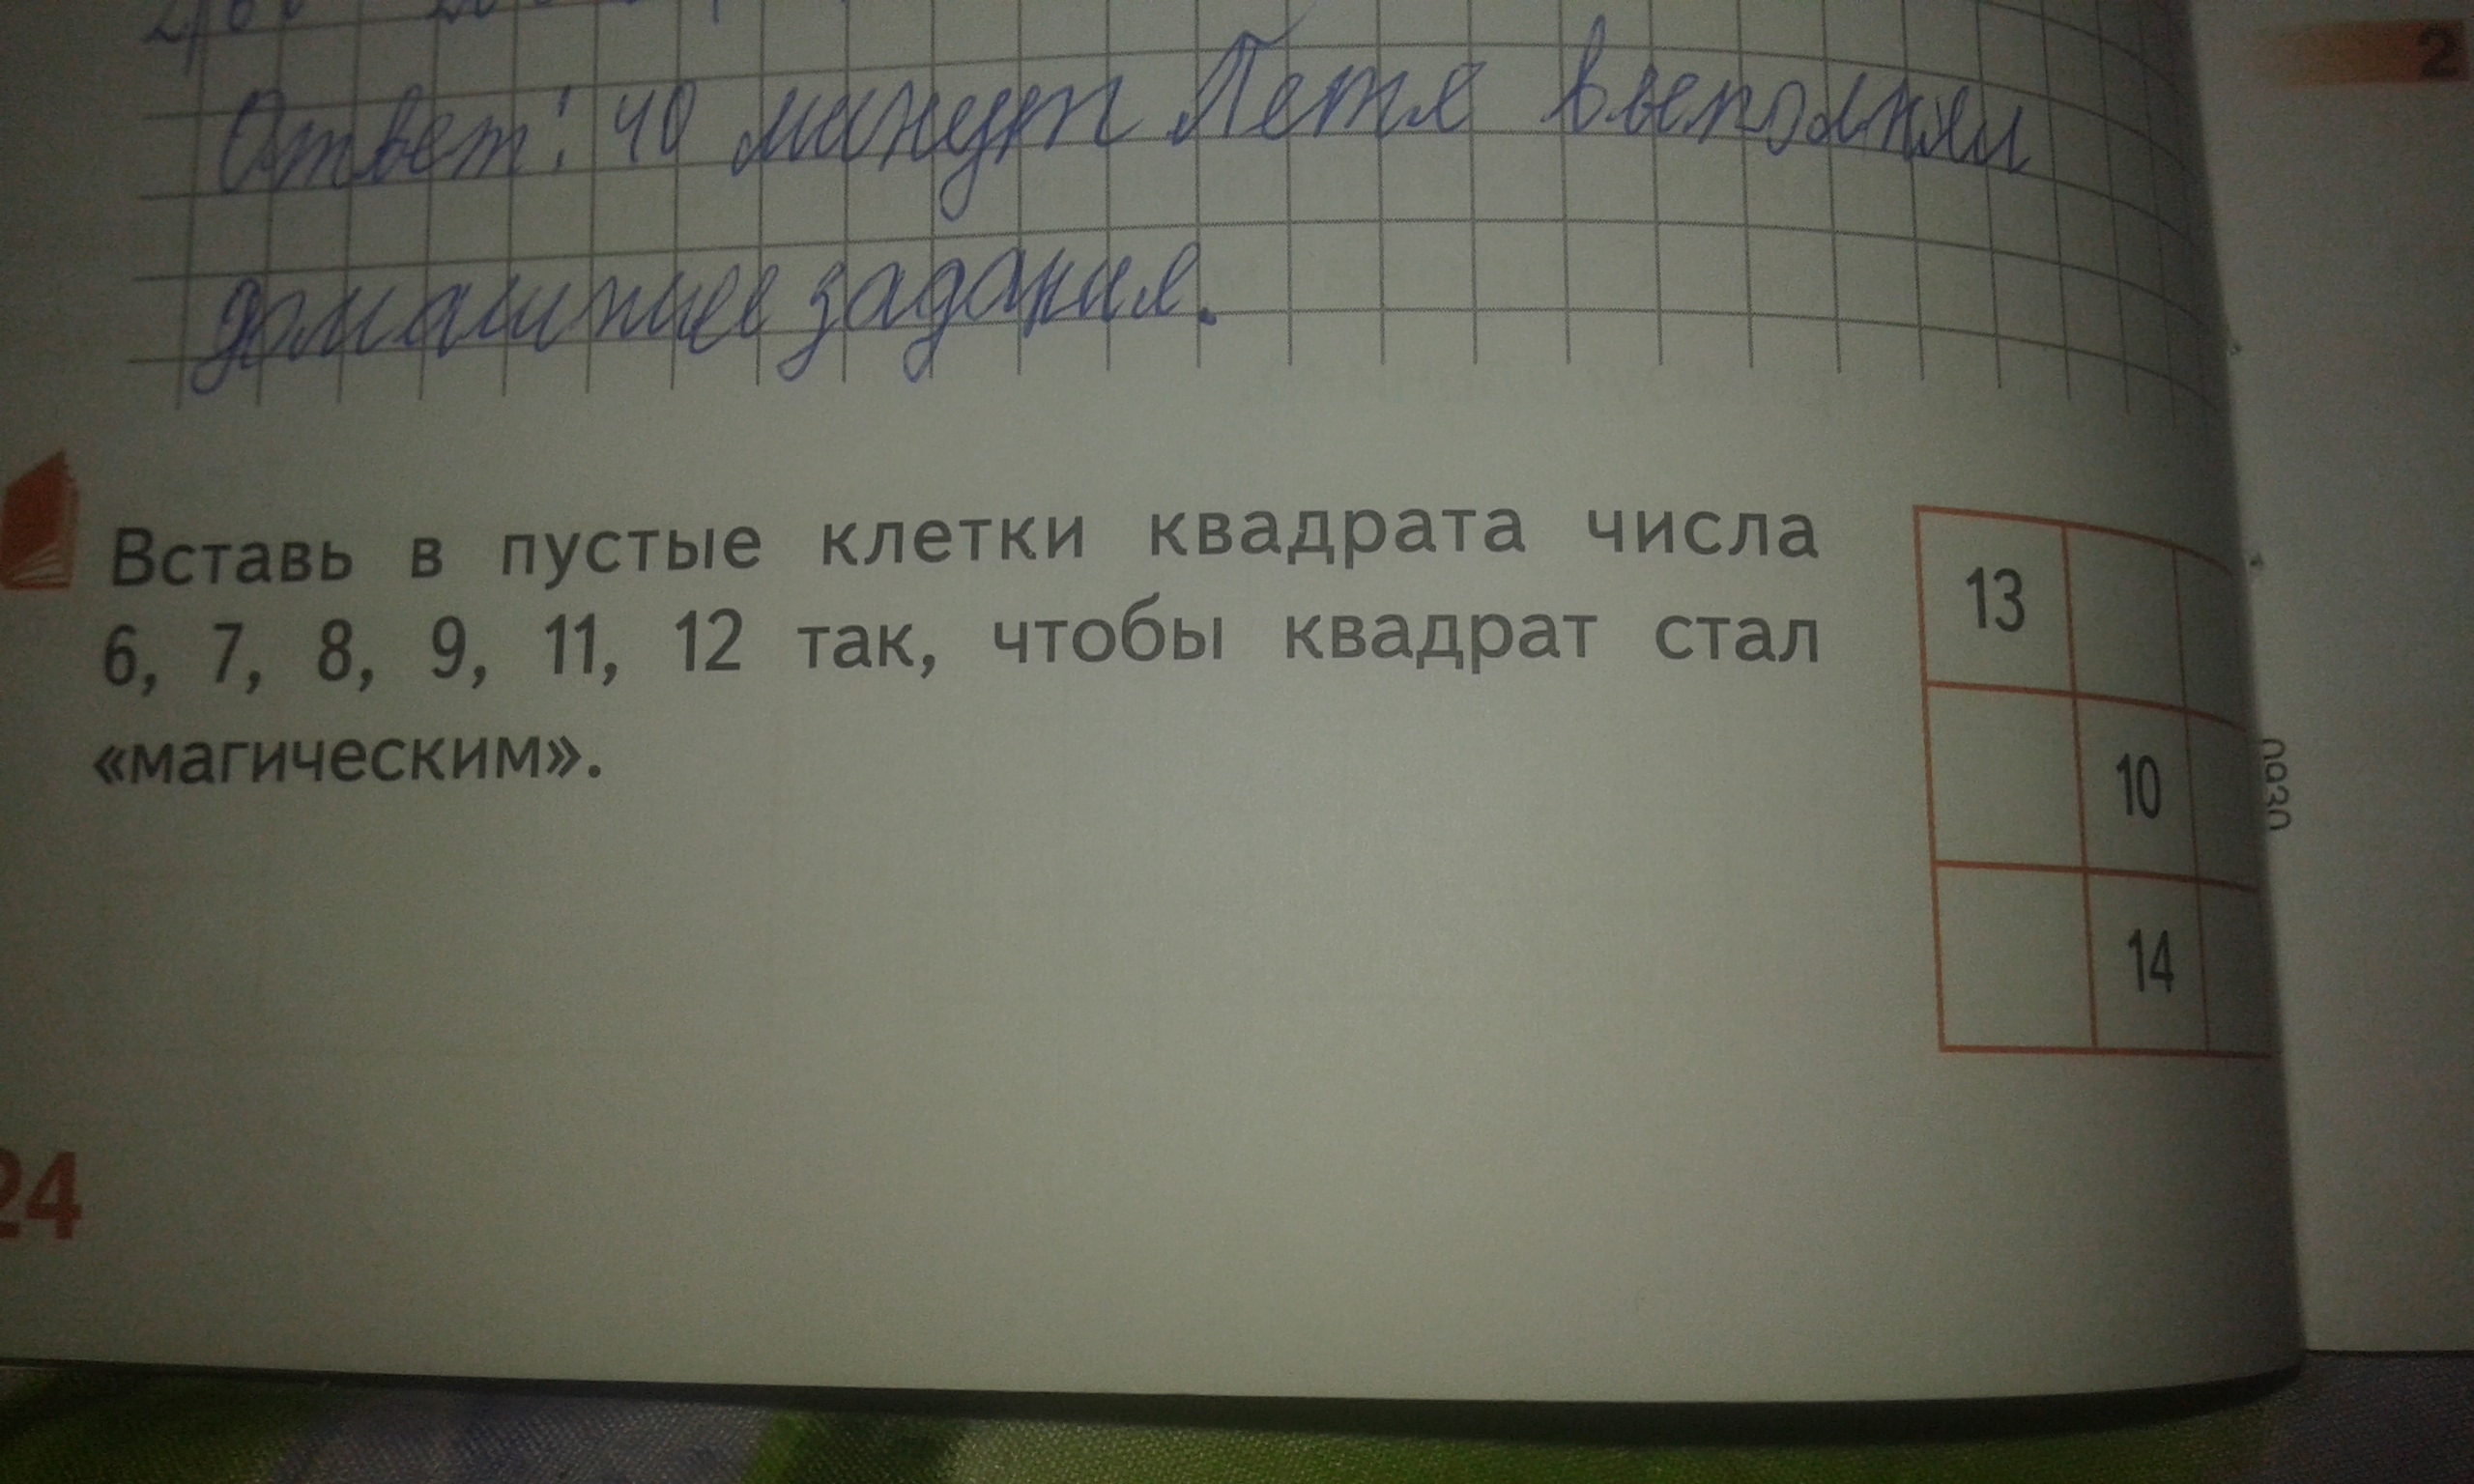 Ответ: 40 минут Петя выполнял
домашнее задание.
2
Вставь в пустые клетки квадрата числа
6, 7, 8, 9, 11, 12 так, чтобы квадрат стал
«магическим».
13
10
14
24